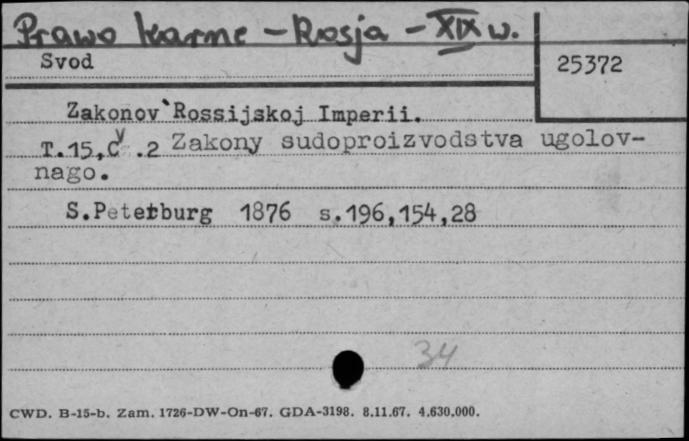 Prawo karne - Rosja - XIX w.
Svod
25372
Zakonov Rossijskoj Imperii.
T.15,Č .2 Zakony sudoproizvodstva ugolov-
nago.
S.Peterburg 1876 s.196,154,28
34
CWD. B-15-b. Zam. 1726-DW-On-67. GDA-3198. 8.11.67. 4.630.000.